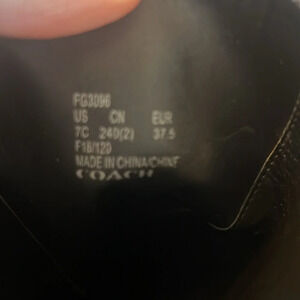 FG3096
US CN EUR
7C 240(2) 37.5
F18/120
MADE IN CHINA/CHINE
COACH